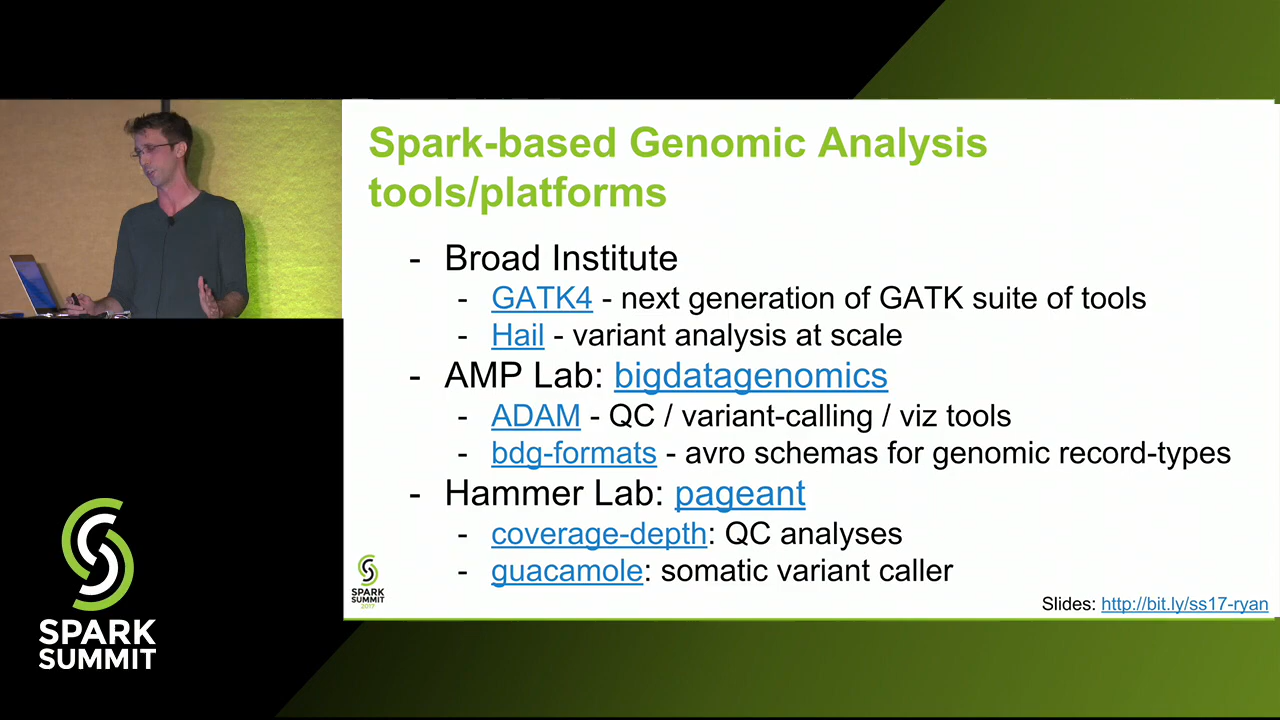 Spark-based Genomic Analysis
tools/platforms
- Broad Institute
- GATK4 - next generation of GATK suite of tools
- Hail - variant analysis at scale
- AMP Lab: bigdatagenomics
- ADAM - QC / variant-calling / viz tools
- bdg-formats - avro schemas for genomic record-types
- Hammer Lab: pageant
- coverage-depth: QC analyses
- guacamole: somatic variant caller
SPARK
SUMMIT
2017
Slides: http://bit.ly/ss17-ryan
SPARK
SUMMIT